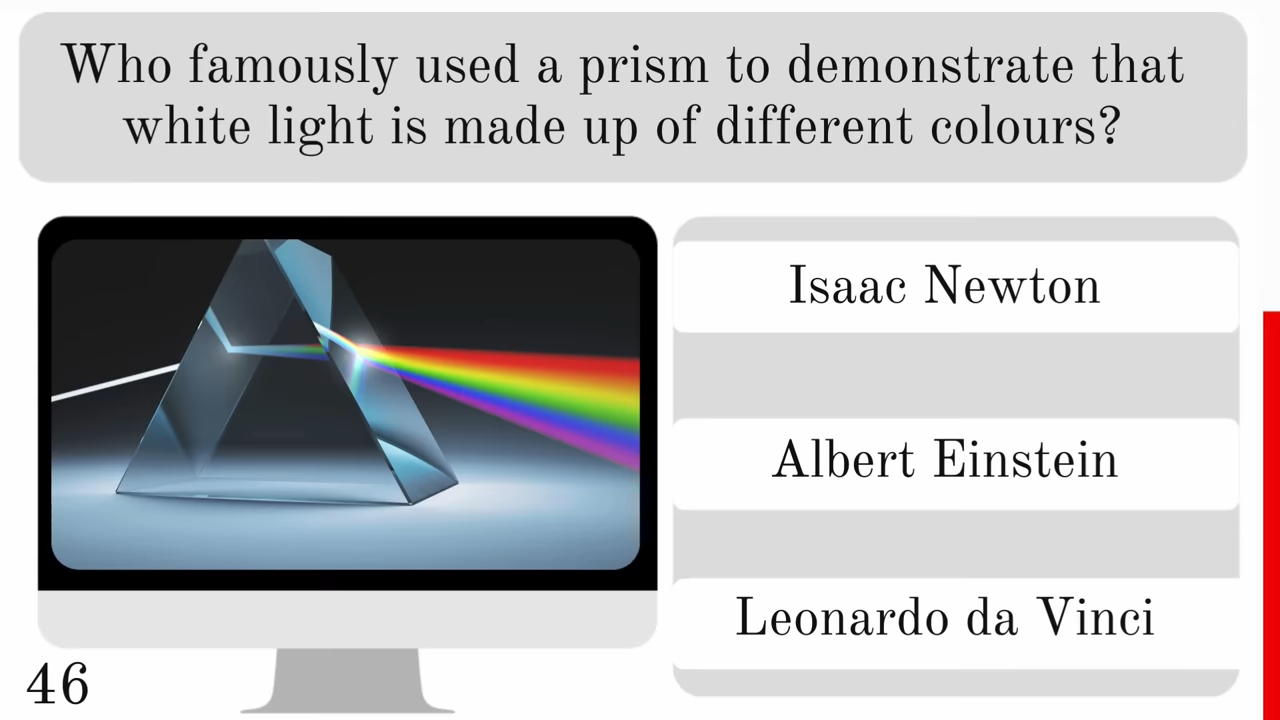 Who famously used a prism to demonstrate that
white light is made up of different colours?
Isaac Newton
Albert Einstein
Leonardo da Vinci
46